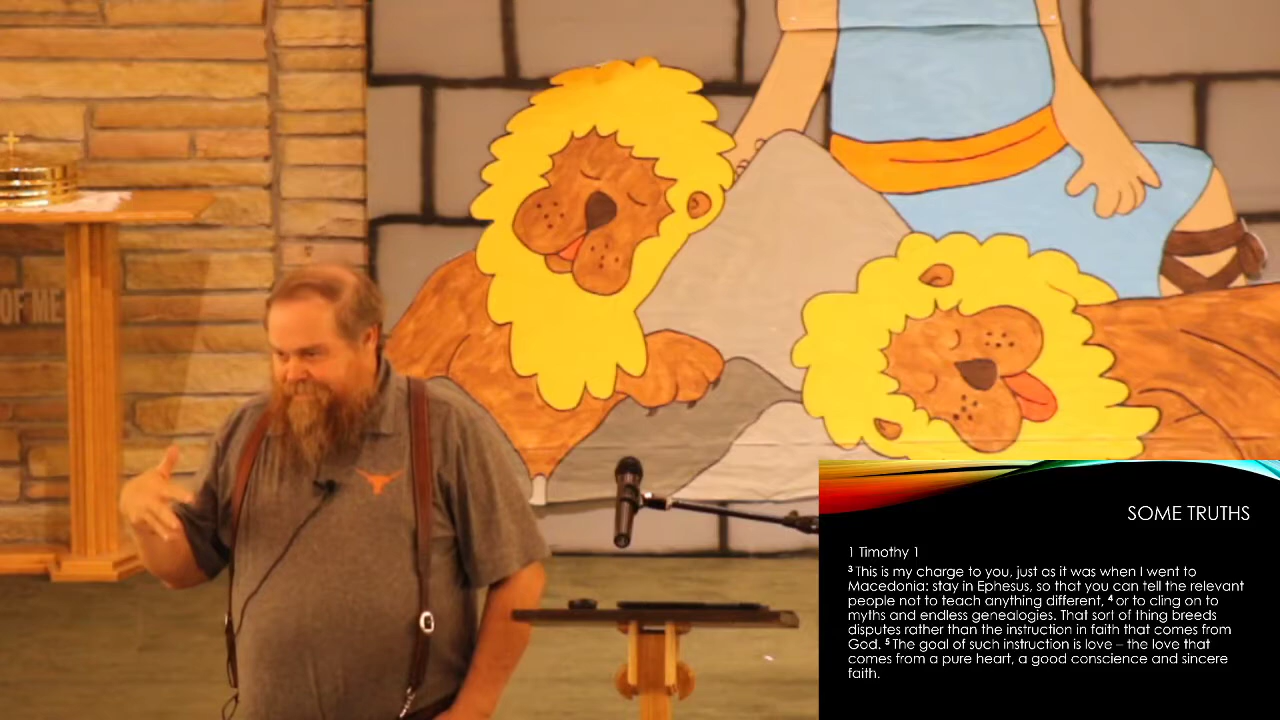 OF ME
SOME TRUTHS
1 Timothy 1
³ This is my charge to you, just as it was when I went to
Macedonia: stay in Ephesus, so that you can tell the relevant
people not to teach anything different, ⁴ or to cling on to
myths and endless genealogies. That sort of thing breeds
disputes rather than the instruction in faith that comes from
God. ⁵ The goal of such instruction is love – the love that
comes from a pure heart, a good conscience and sincere
faith.